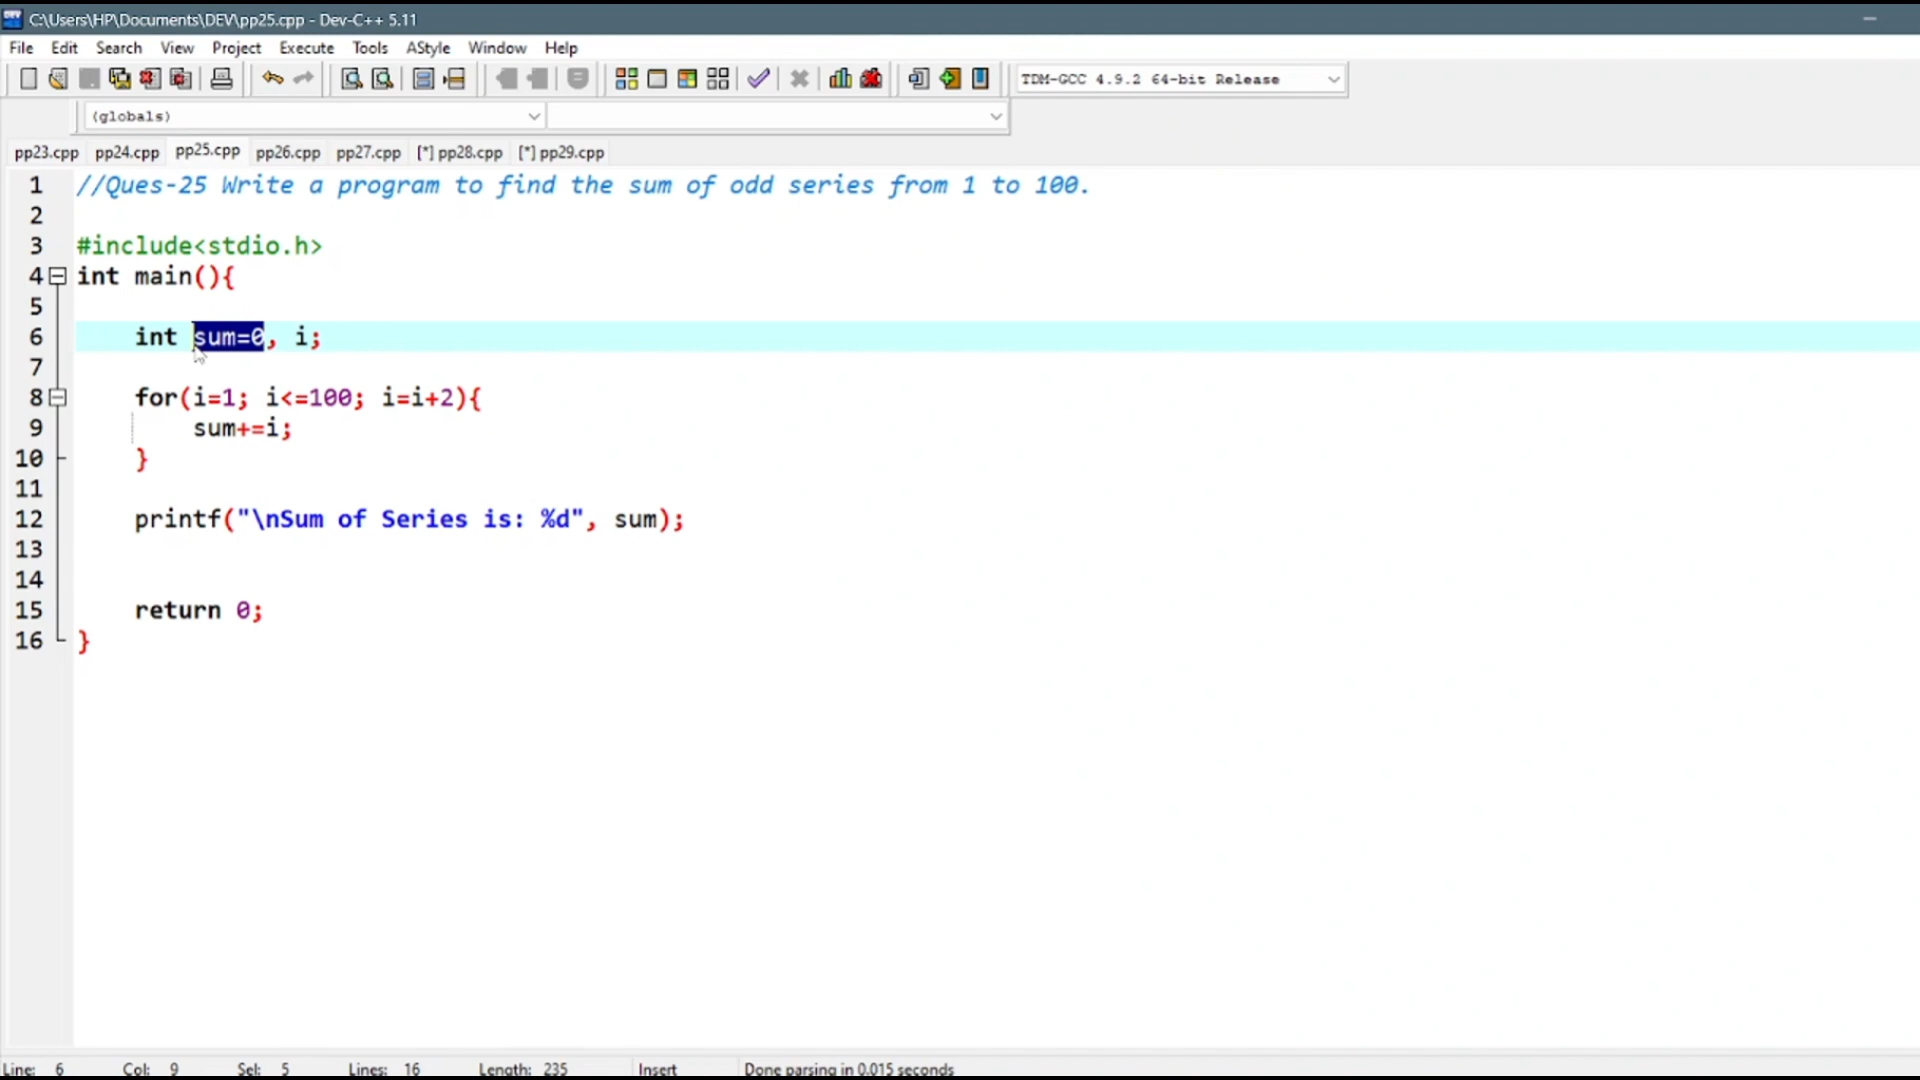 C:\Users\HP\Documents\DEV\pp25.cpp - Dev-C++ 5.11
File Edit Search View Project Execute Tools AStyle Window Help
TDM-GCC 4.9.2 64-bit Release
(globals)
pp23.cpp pp24.cpp pp25.cpp pp26.cpp pp27.cpp [*] pp28.cpp [*] pp29.cpp
1 //Ques-25 Write a program to find the sum of odd series from 1 to 100.
2
3 #include<stdio.h>
4 int main(){
5
6 int sum=0, i;
7
8 for(i=1; i<=100; i=i+2){
9 sum+=i;
10 }
11
12 printf("\nSum of Series is: %d", sum);
13
14
15 return 0;
16 }
Line: 6 Col: 9 Sel: 5 Lines: 16 Length: 235 Insert Done parsing in 0.015 seconds